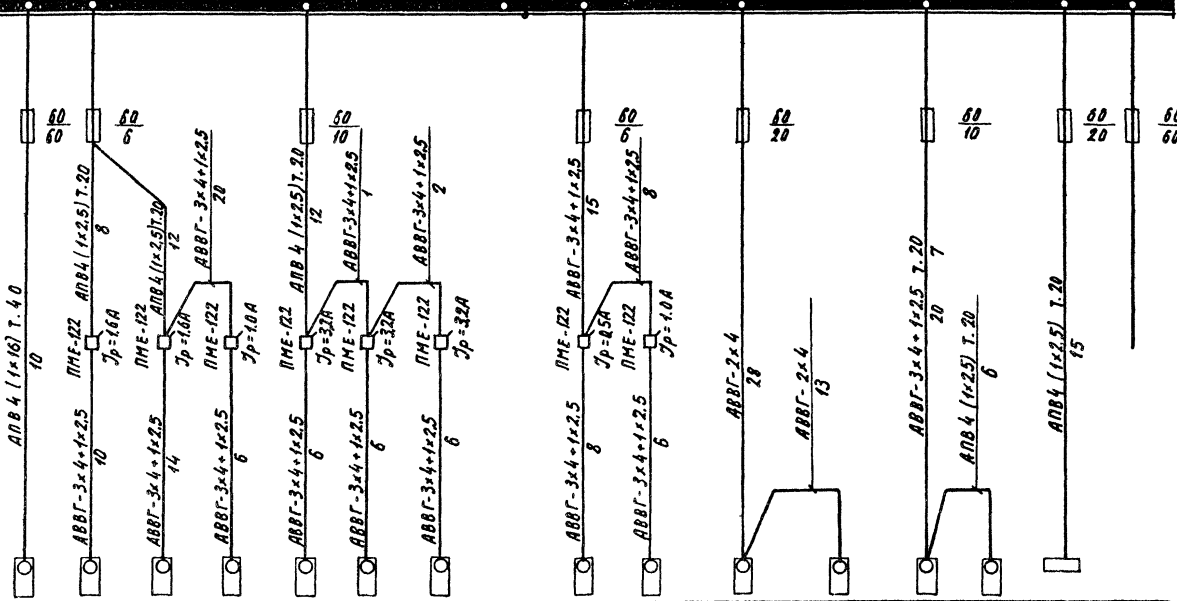 60
60
60
6
60
10
60
6
60
20
60
10
60
20
60
60
АПВ 4 (1×16) Т.40
10
АПВ4 (1×2.5) Т.20
8
АПВ4 (1×2,5) Т.20
12
АВВГ-3×4+1×2.5
20
АПВ 4 (1×2.5) Т.20
12
АВВГ-3×4+1×2.5
1
АВВГ-3×4+1×2.5
2
АВВГ-3×4+1×2.5
15
АВВГ-3×4+1×2.5
8
ПМЕ-122
Jр=1,6А
ПМЕ-122
Jр=1.6А
ПМЕ-122
Jр=1.0А
ПМЕ-122
Jр=3,2А
ПМЕ-122
Jр=3,2А
ПМЕ-122
Jр=3,2А
ПМЕ-122
Jр=0,5А
ПМЕ-122
Jр=1.0А
АВВГ-3×4+1×2.5
10
АВВГ-3×4+1×2.5
14
АВВГ-3×4+1×2.5
6
АВВГ-3×4+1×2.5
6
АВВГ-3×4+1×2.5
6
АВВГ-3×4+1×2.5
6
АВВГ-3×4+1×2.5
8
АВВГ-3×4+1×2.5
6
АВВГ-2×4
28
АВВГ-2×4
13
АВВГ-3×4+1×2.5 Т.20
20 7
АПВ4 (1×2.5) Т.20
6
АПВ4 (1×2.5) Т.20
15